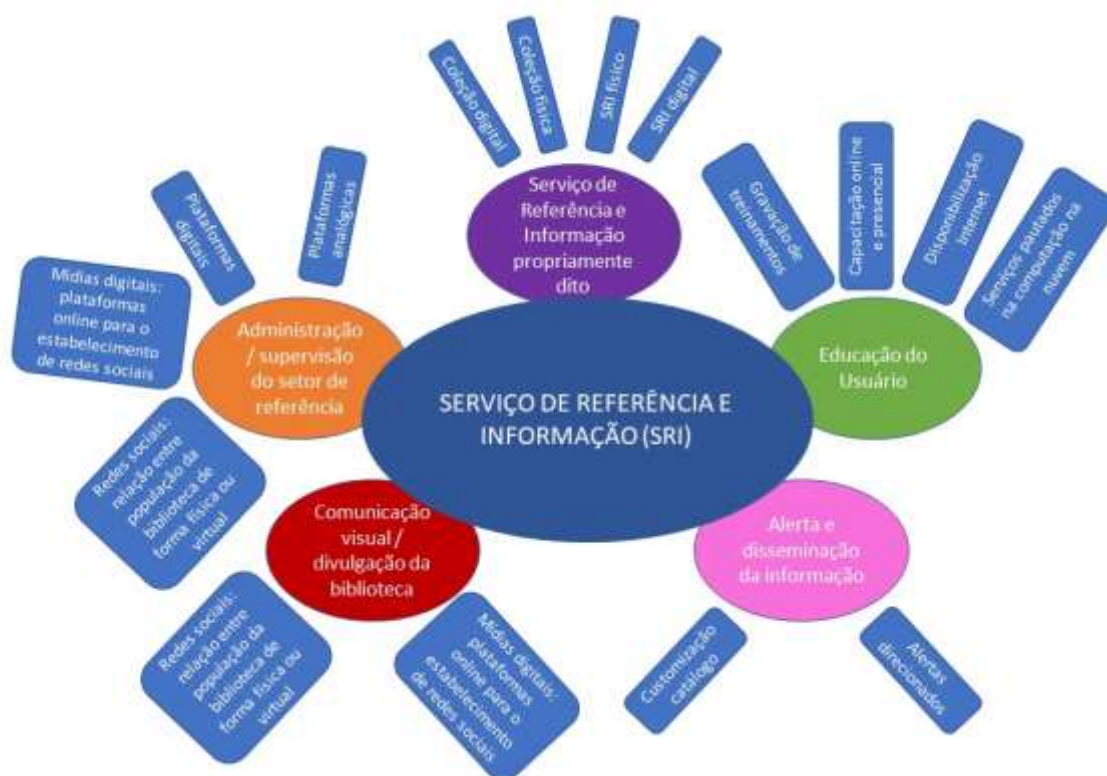 Coleção digital
Coleção física
SRI físico
SRI digital
Serviço de
Referência e
Informação
propriamente
dito
Gravação de
treinamentos
Capacitação online
e presencial
Disponibilização
Internet
Serviços pautados
na computação na
nuvem
Educação do
Usuário
Plataformas
digitais
Plataformas
analógicas
Mídias digitais:
plataformas
online para o
estabelecimento
de redes sociais
Administração
/ supervisão
do setor de
referência
Redes sociais:
relação entre
população da
biblioteca de
forma física ou
virtual
SERVIÇO DE REFERÊNCIA E
INFORMAÇÃO (SRI)
Comunicação
visual /
divulgação da
biblioteca
Redes sociais:
relação entre
população da
biblioteca de
forma física ou
virtual
Mídias digitais:
plataformas
online para o
estabelecimento
de redes sociais
Alerta e
disseminação
da informação
Customização
catálogo
Alertas
direcionados